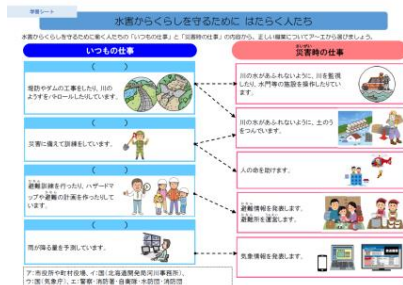 学習シート
水害からくらしを守るために はたらく人たち
水害からくらしを守るために働く人たちの「いつもの仕事」と「災害時の仕事」の内容から、正しい職業についてア～エから選びましょう。
いつもの仕事
(　　　)
堤防やダムの工事をしたり、川の
ようすをパトロールしたりしています。
(　　　)
災害に備えて訓練をしています。
(　　　)
避難訓練を行ったり、ハザードマ
ップや避難の計画を作ったりして
います。
(　　　)
雨が降る量を予測しています。
さいがい
災害時の仕事
川の水があふれないように、川を監視
したり、水門等の施設を操作したりてい
ます。
川の水があふれないように、土のう
をつんでいます。
人の命を助けます。
避難情報を発表します。
避難所を運営します。
気象情報を発表します。
ア:市役所や町村役場、イ:国(北海道開発局河川事務所)、
ウ:国(気象庁)、エ:警察・消防署・自衛隊・水防団・消防団